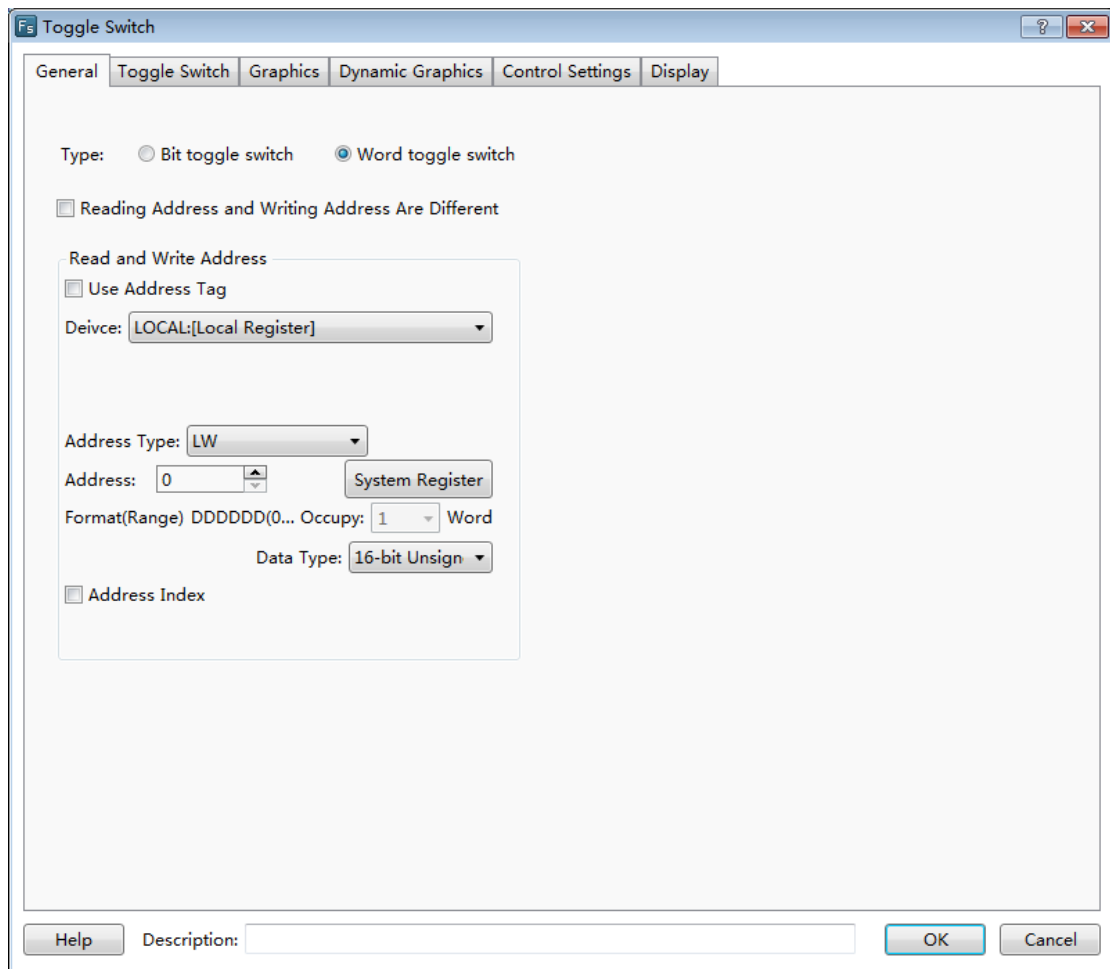 Fs Toggle Switch ?
General Toggle Switch Graphics Dynamic Graphics Control Settings Display
Type: Bit toggle switch Word toggle switch
Reading Address and Writing Address Are Different
Read and Write Address
Use Address Tag
Deivce: LOCAL:[Local Register]
Address Type: LW
Address: 0 System Register
Format(Range) DDDDDD(0... Occupy: 1 Word
Data Type: 16-bit Unsign
Address Index
Help Description: OK Cancel